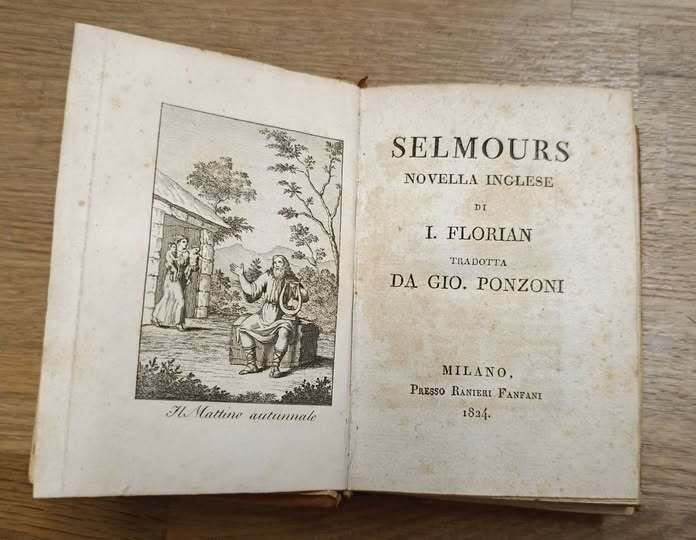 Il Mattino autunnale
SELMOURS
NOVELLA INGLESE
DI
I. FLORIAN
TRADOTTA
DA GIO. PONZONI
MILANO,
PRESSO RANIERI FANFANI
1824.